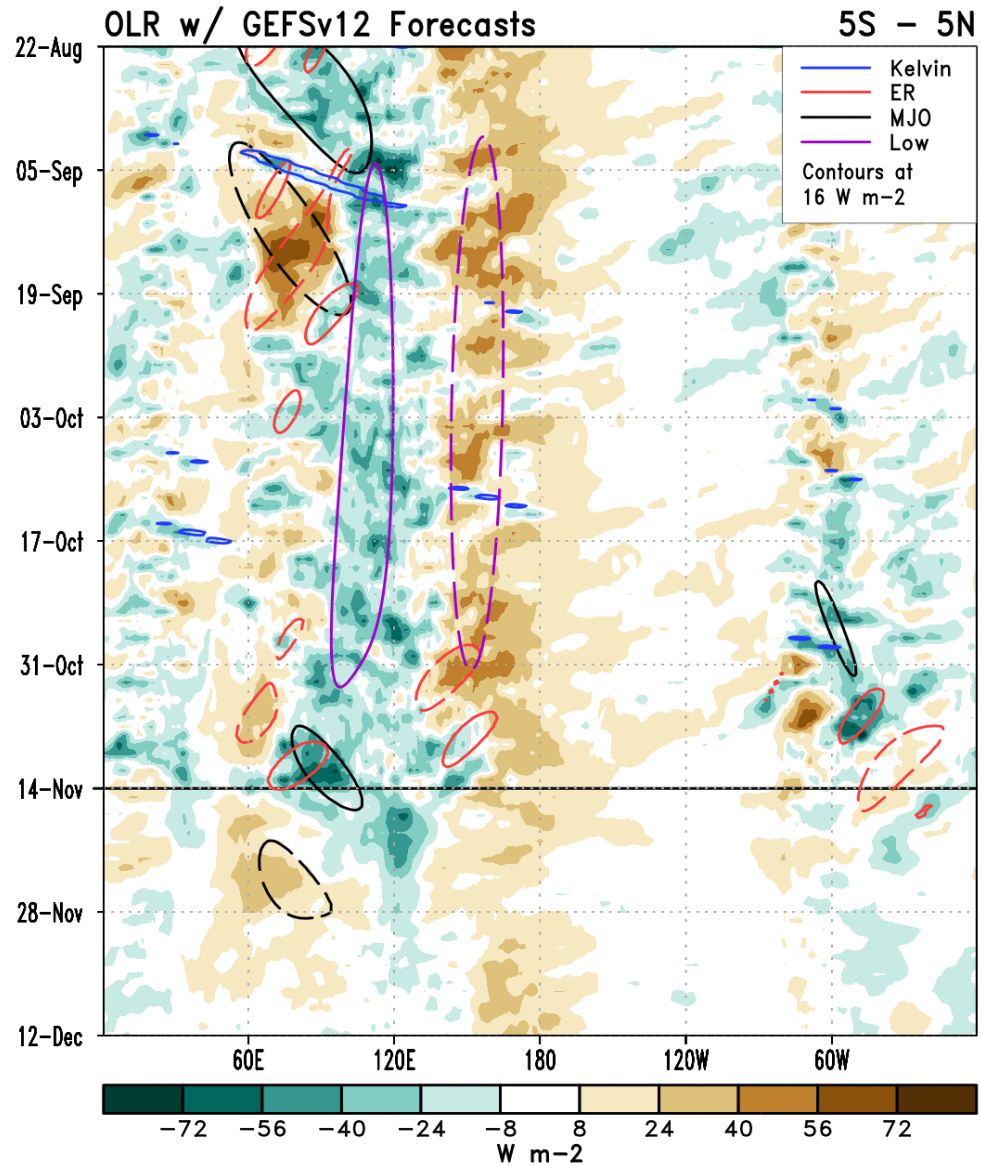 OLR w/ GEFSv12 Forecasts 5S - 5N
22-Aug
Kelvin
ER
MJO
Low
Contours at
16 W m-2
05-Sep
19-Sep
03-Oct
17-Oct
31-Oct
14-Nov
28-Nov
12-Dec
60E 120E 180 120W 60W
-72 -56 -40 -24 -8 8 24 40 56 72
W m-2